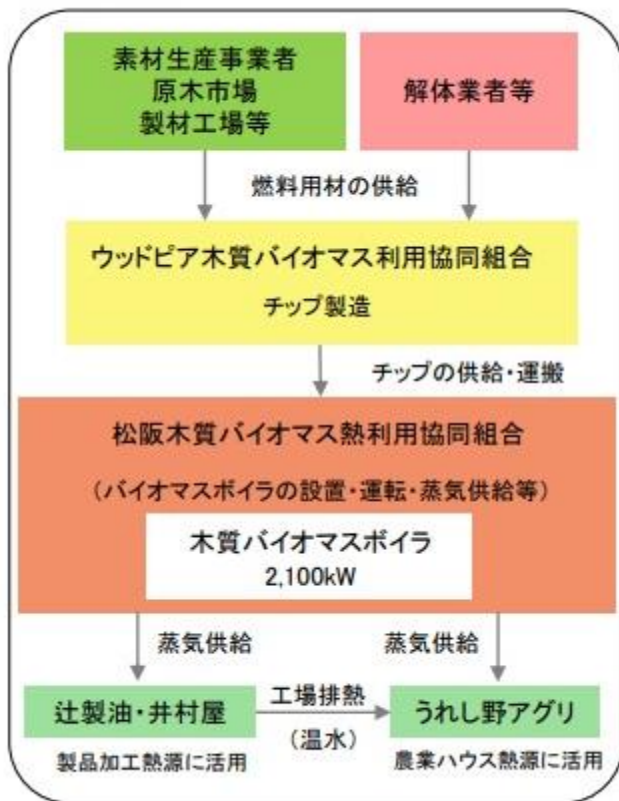 素材生産事業者
原木市場
製材工場等
解体業者等
燃料用材の供給
ウッドピア木質バイオマス利用協同組合
チップ製造
チップの供給・運搬
松阪木質バイオマス熱利用協同組合
（バイオマスボイラの設置・運転・蒸気供給等）
木質バイオマスボイラ
2,100kW
蒸気供給
蒸気供給
辻製油・井村屋
工場排熱
（温水）
うれし野アグリ
製品加工熱源に活用
農業ハウス熱源に活用